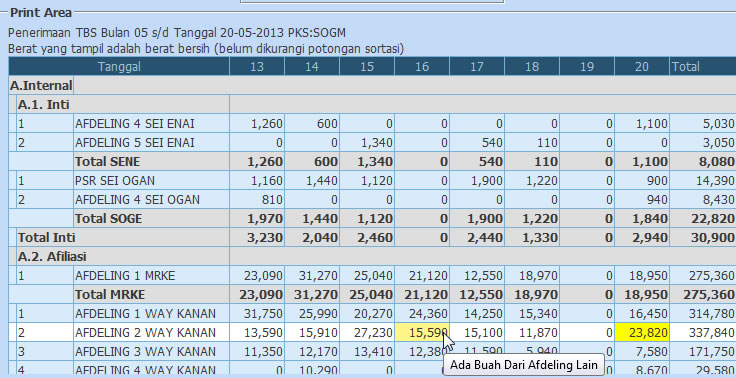 Print Area
Penerimaan TBS Bulan 05 s/d Tanggal 20-05-2013 PKS:SOGM
Berat yang tampil adalah berat bersih (belum dikurangi potongan sortasi)
Tanggal 13 14 15 16 17 18 19 20 Total
A.Internal
A.1. Inti
1 AFDELING 4 SEI ENAI 1,260 600 0 0 0 0 0 1,100 5,030
2 AFDELING 5 SEI ENAI 0 0 1,340 0 540 110 0 0 3,050
Total SENE 1,260 600 1,340 0 540 110 0 1,100 8,080
1 PSR SEI OGAN 1,160 1,440 1,120 0 1,900 1,220 0 900 14,390
2 AFDELING 4 SEI OGAN 810 0 0 0 0 0 0 940 8,430
Total SOGE 1,970 1,440 1,120 0 1,900 1,220 0 1,840 22,820
Total Inti 3,230 2,040 2,460 0 2,440 1,330 0 2,940 30,900
A.2. Afiliasi
1 AFDELING 1 MRKE 23,090 31,270 25,040 21,120 12,550 18,970 0 18,950 275,360
Total MRKE 23,090 31,270 25,040 21,120 12,550 18,970 0 18,950 275,360
1 AFDELING 1 WAY KANAN 31,750 25,990 20,270 24,360 14,250 15,340 0 16,450 314,780
2 AFDELING 2 WAY KANAN 13,590 15,910 27,230 15,590 15,100 11,870 0 23,820 337,840
3 AFDELING 3 WAY KANAN 11,350 12,170 13,410 12,380 11,590 5,940 0 7,580 171,750
4 AFDELING 4 WAY KANAN 0 10,290 0 0 8,670 29,580
Ada Buah Dari Afdeling Lain